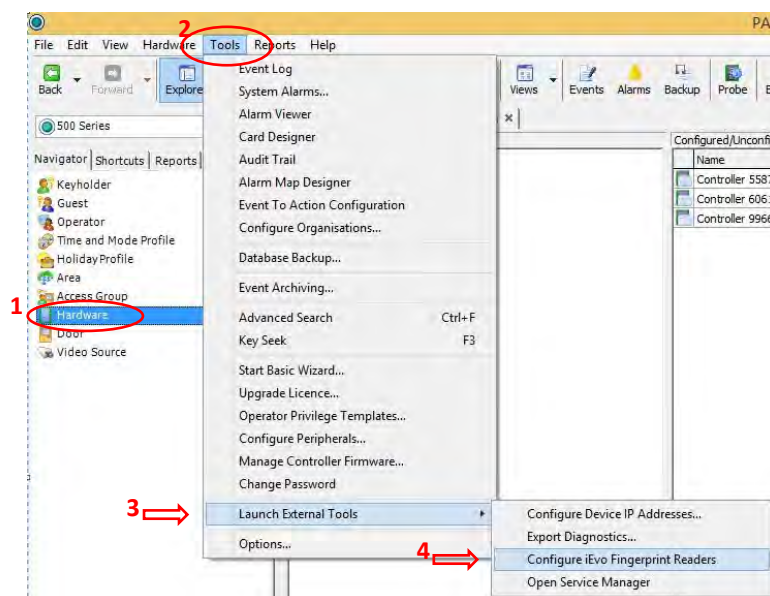 PA
2
File Edit View Hardware Tools Reports Help
Back Forward Explore Views Events Alarms Backup Probe
500 Series
Navigator Shortcuts Reports
Keyholder
Guest
Operator
Time and Mode Profile
Holiday Profile
Area
Access Group
1
Hardware
Door
Video Source
Event Log
System Alarms...
Alarm Viewer
Card Designer
Audit Trail
Alarm Map Designer
Event To Action Configuration
Configure Organisations...
Database Backup...
Event Archiving...
Advanced Search Ctrl+F
Key Seek F3
Start Basic Wizard...
Upgrade Licence...
Operator Privilege Templates...
Configure Peripherals...
Manage Controller Firmware...
Change Password
3
Launch External Tools
Options...
4
Configure Device IP Addresses...
Export Diagnostics...
Configure iEvo Fingerprint Readers
Open Service Manager
Configured/Unconfi
Name
Controller 5587
Controller 6061
Controller 9966